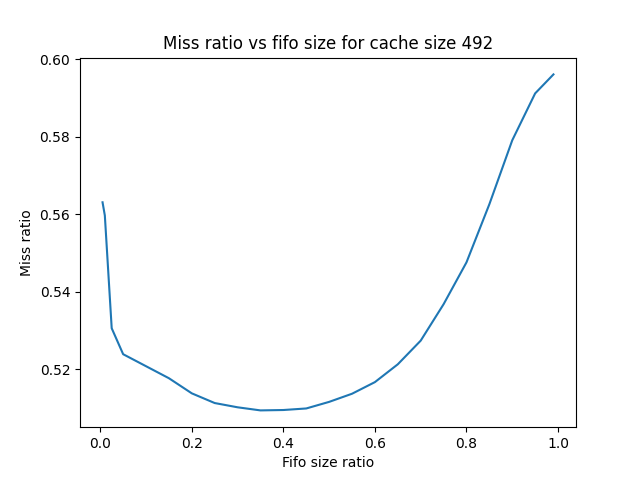 Miss ratio vs fifo size for cache size 492
0.60
0.58
0.56
0.54
0.52
Miss ratio
0.0 0.2 0.4 0.6 0.8 1.0
Fifo size ratio